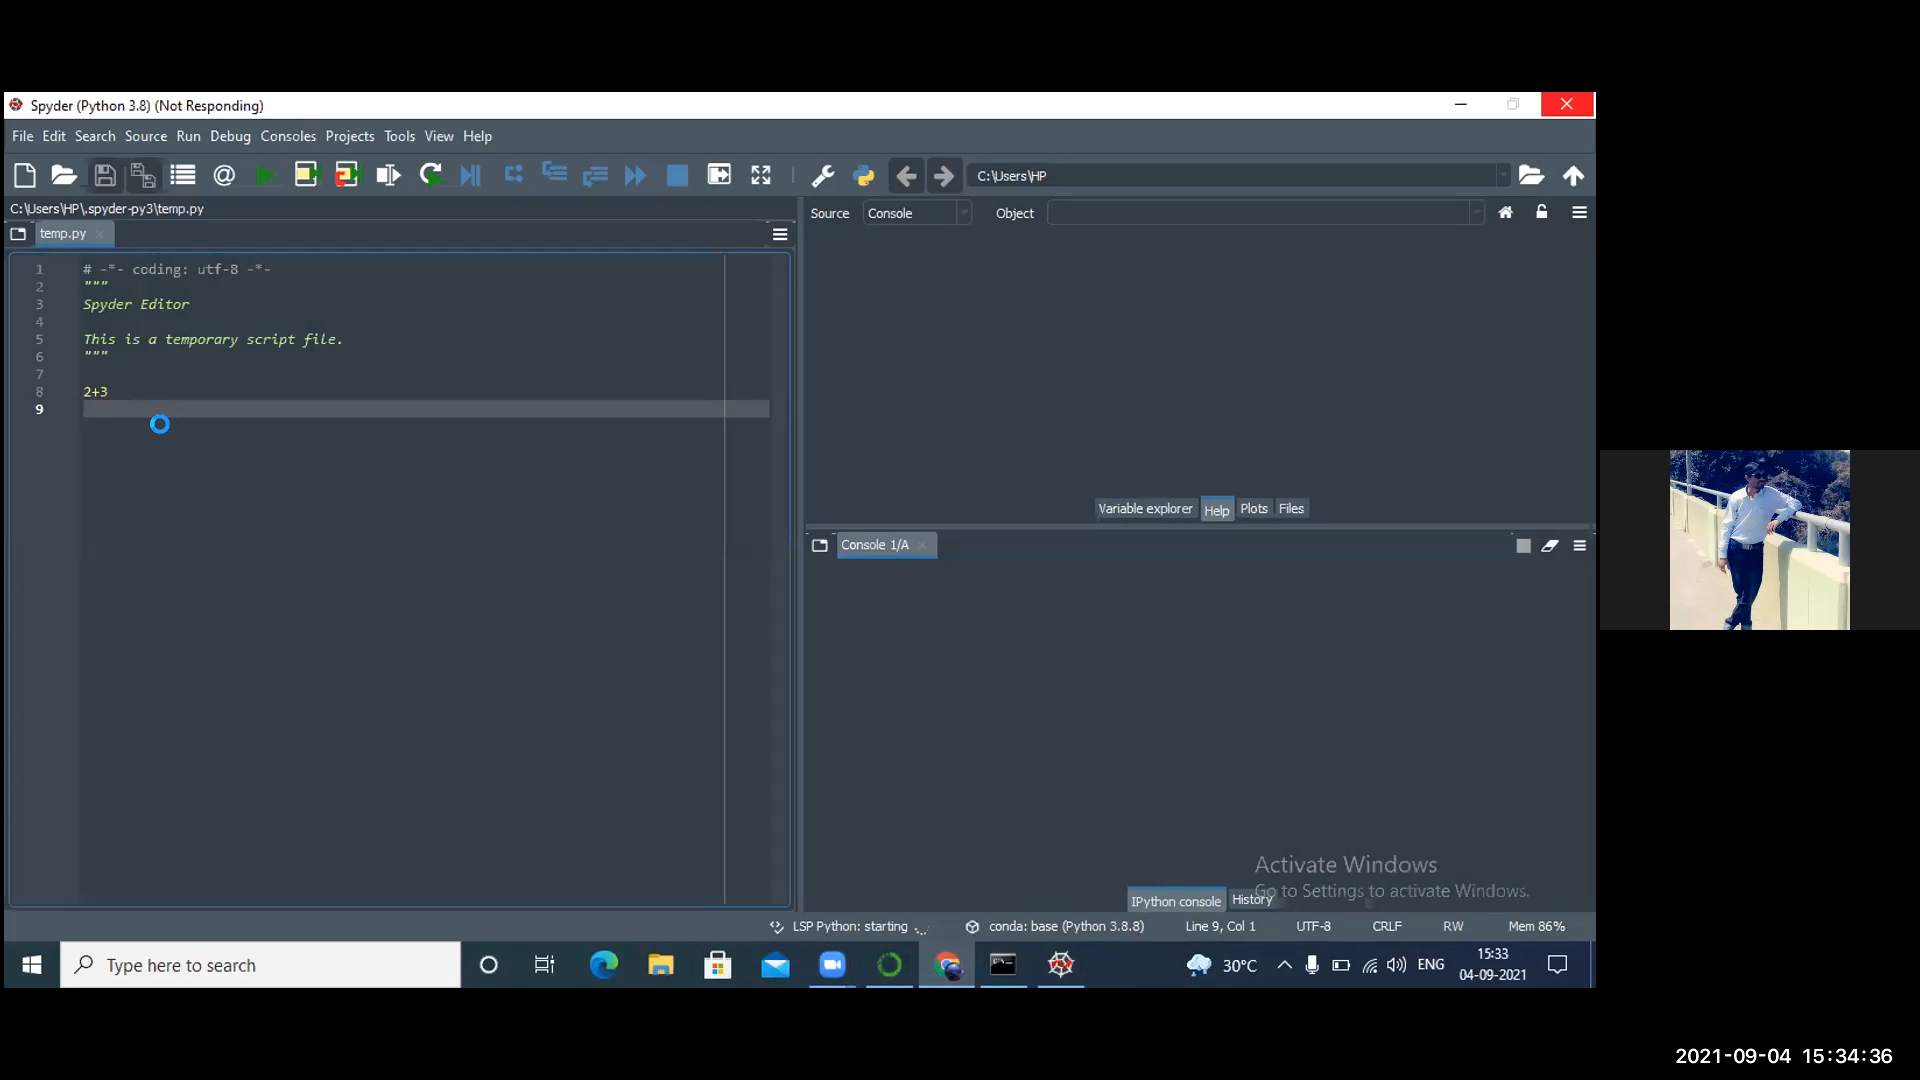 Spyder (Python 3.8) (Not Responding)
File Edit Search Source Run Debug Consoles Projects Tools View Help
C:\Users\HP
C:\Users\HP\.spyder-py3\temp.py
Source Console Object
temp.py
1 # -*- coding: utf-8 -*-
2 """
3 Spyder Editor
4
5 This is a temporary script file.
6 """
7
8 2+3
9
Variable explorer Help Plots Files
Console 1/A
Activate Windows
Go to Settings to activate Windows.
IPython console History
LSP Python: starting conda: base (Python 3.8.8) Line 9, Col 1 UTF-8 CRLF RW Mem 86%
Type here to search 30°C ENG 15:33
04-09-2021
2021-09-04 15:34:36